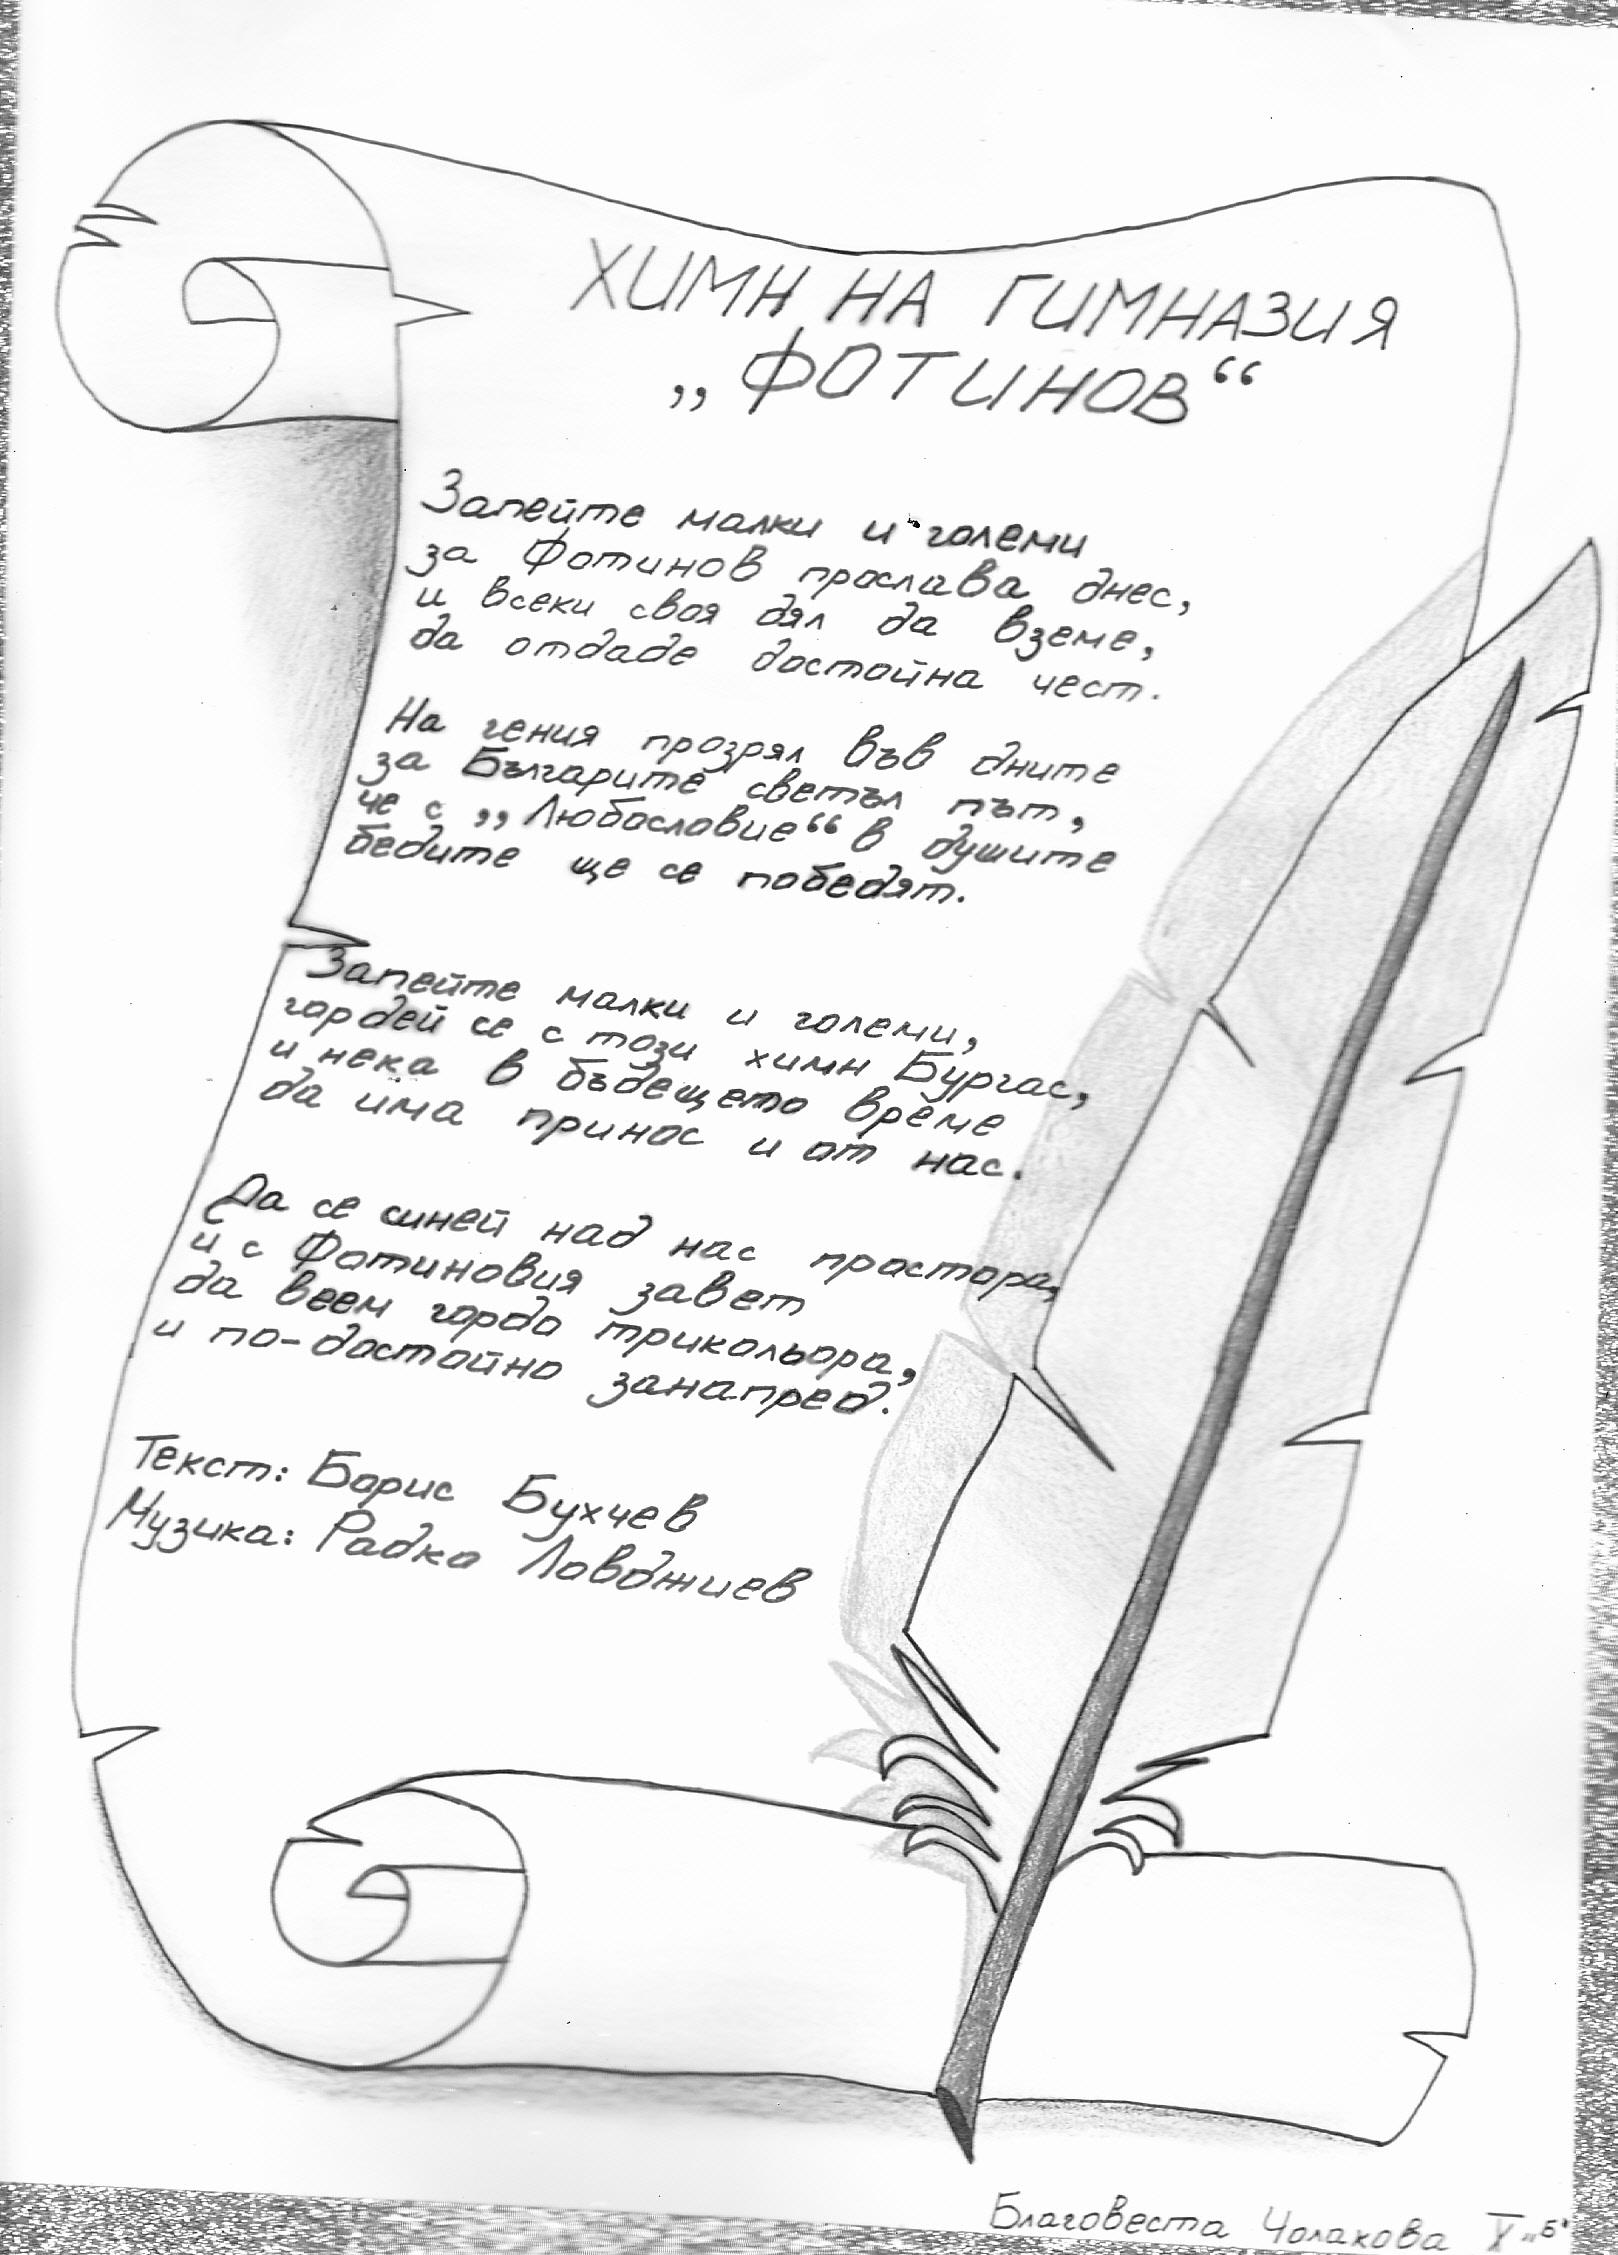 ХИМН НА ГИМНАЗИЯ
„ФОТИНОВ“
Запейте малки и големи
за Фотинов прослава днес,
и всеки своя дял да вземе,
да отдаде достойна чест.
На гения прозрял във дните
за Българите светъл път,
че с „Любословие“ в душите
бедите ще се победят.
Запейте малки и големи,
гордей се с този химн Бургас,
и нека в бъдещето време
да има принос и от нас.
Да се синей над нас простора,
и с Фотиновия завет
да веем гордо трикольора,
и по-достойно занапред.
Текст: Борис Бухчев
Музика: Радко Ловджиев
Благовеста Чолакова X „Б“